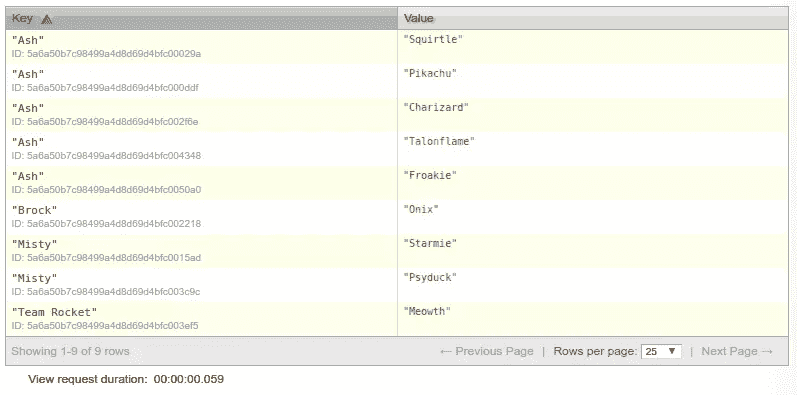 Key Value
"Ash" "Squirtle"
ID: 5a6a50b7c98499a4d8d69d4bfc00029a
"Ash" "Pikachu"
ID: 5a6a50b7c98499a4d8d69d4bfc000ddf
"Ash" "Charizard"
ID: 5a6a50b7c98499a4d8d69d4bfc002f6e
"Ash" "Talonflame"
ID: 5a6a50b7c98499a4d8d69d4bfc004348
"Ash" "Froakie"
ID: 5a6a50b7c98499a4d8d69d4bfc0050a0
"Brock" "Onix"
ID: 5a6a50b7c98499a4d8d69d4bfc002218
"Misty" "Starmie"
ID: 5a6a50b7c98499a4d8d69d4bfc0015ad
"Misty" "Psyduck"
ID: 5a6a50b7c98499a4d8d69d4bfc003c9c
"Team Rocket" "Meowth"
ID: 5a6a50b7c98499a4d8d69d4bfc003ef5
Showing 1-9 of 9 rows ← Previous Page | Rows per page: 25 | Next Page →
View request duration: 00:00:00.059